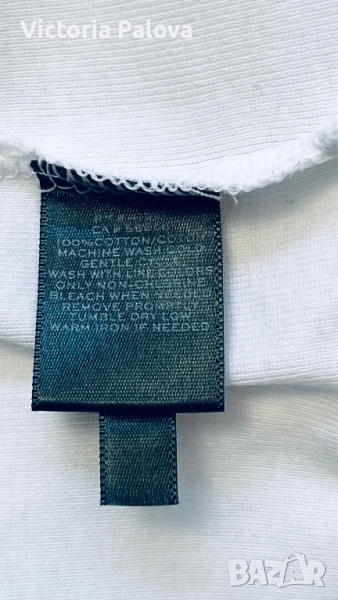 Victoria Palova
CA#
100%COTTON/COTON
MACHINE WASH COLD
GENTLE CYCLE
WASH WITH LIKE COLORS
ONLY NON-CHLORINE
BLEACH WHEN NEEDED
REMOVE PROMPTLY
TUMBLE DRY LOW
WARM IRON IF NEEDED
BAZAR